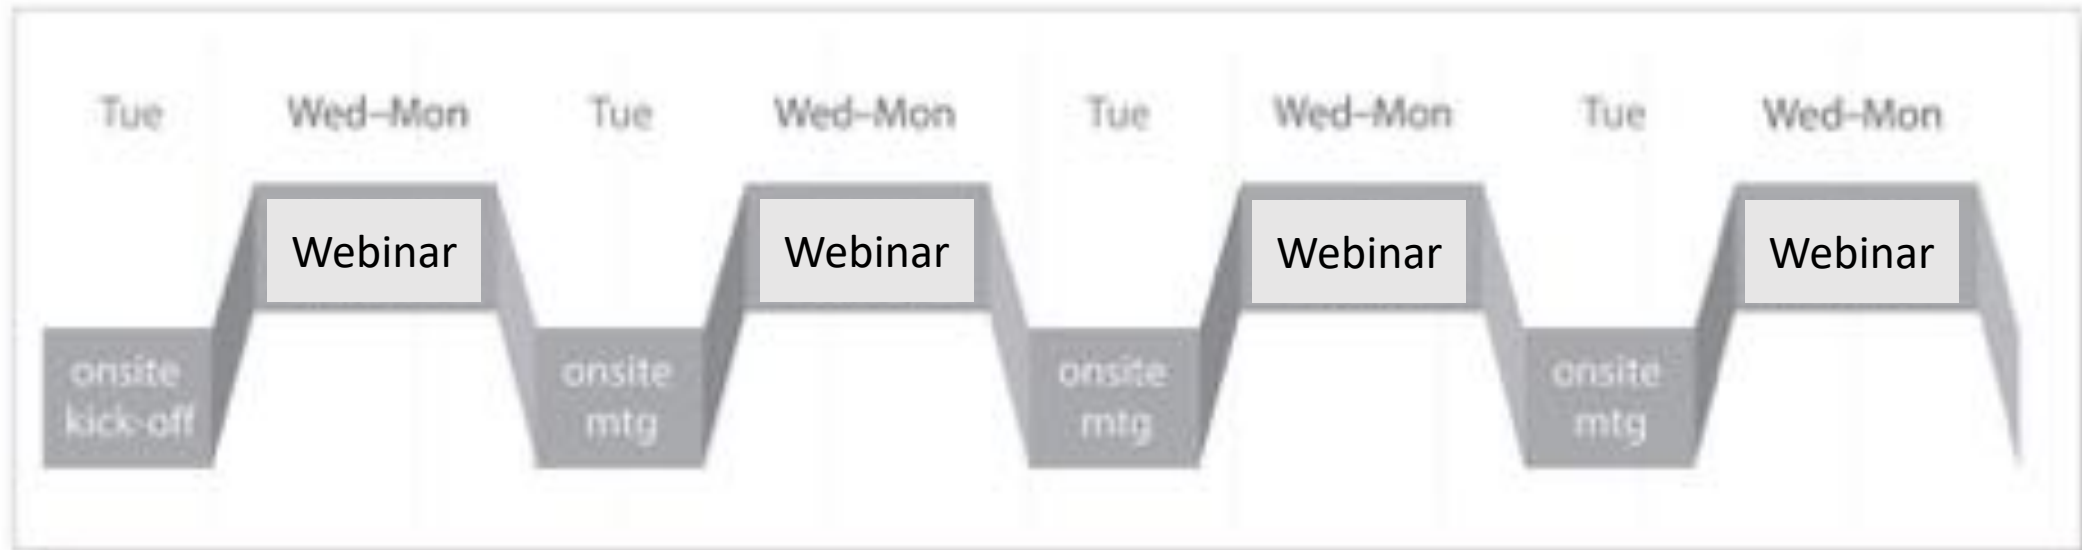 Tue Wed–Mon Tue Wed–Mon Tue Wed–Mon Tue Wed–Mon
Webinar Webinar Webinar Webinar
onsite onsite onsite onsite
kick-off mtg mtg mtg